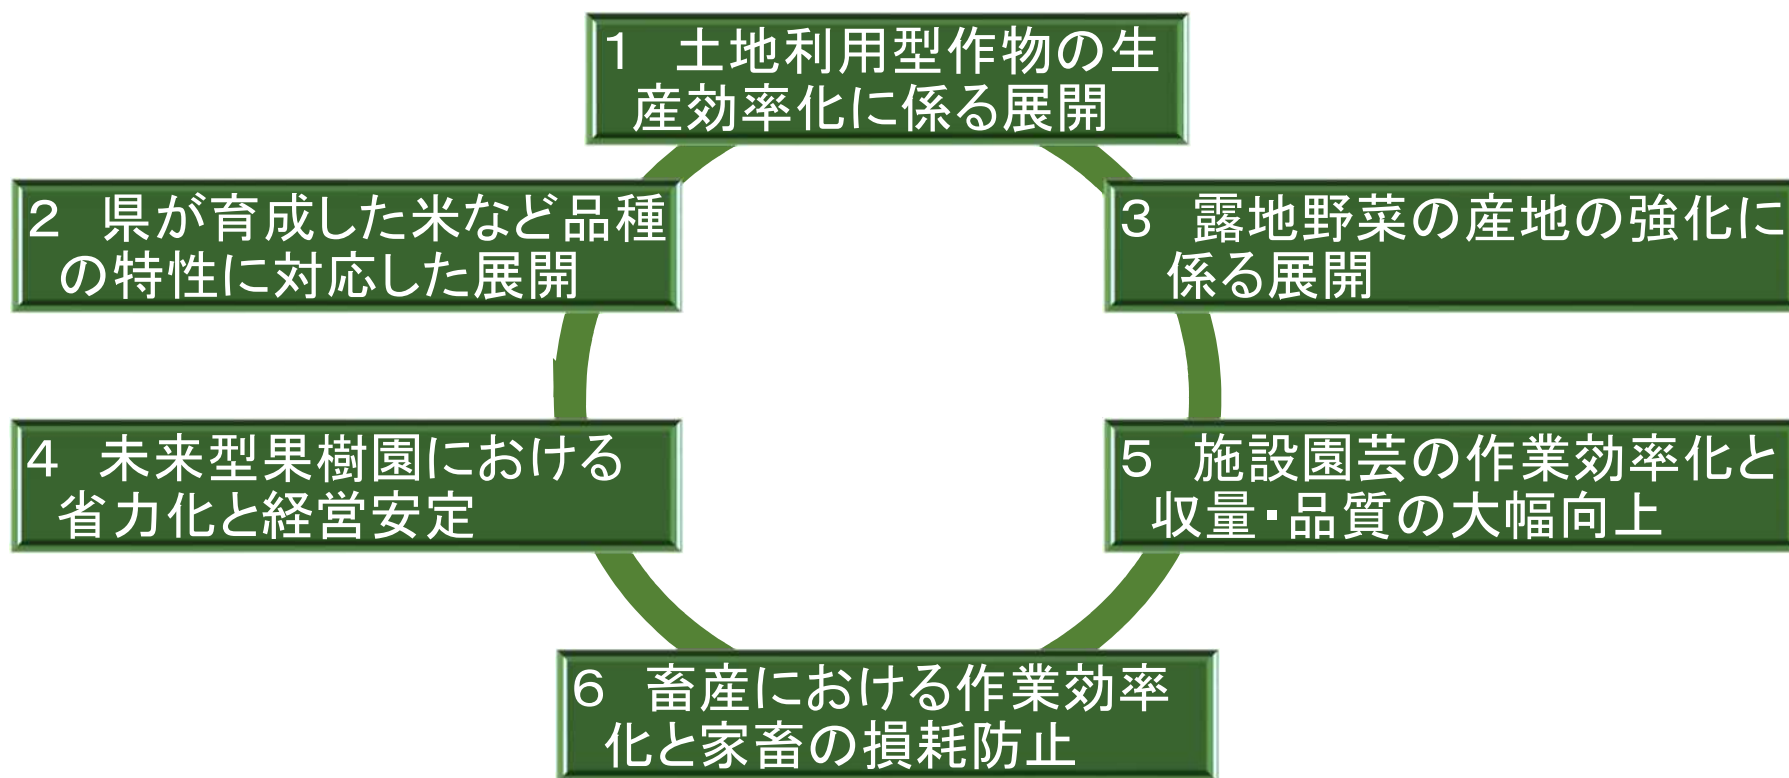 1　土地利用型作物の生
産効率化に係る展開
2　県が育成した米など品種
の特性に対応した展開
3　露地野菜の産地の強化に
係る展開
4　未来型果樹園における
省力化と経営安定
5　施設園芸の作業効率化と
収量・品質の大幅向上
6　畜産における作業効率
化と家畜の損耗防止